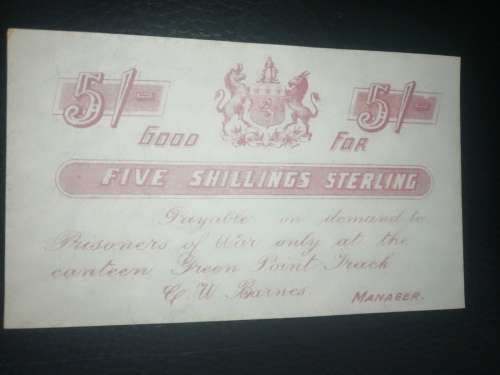 5/- 5/-
GOOD FOR
FIVE SHILLINGS STERLING
Payable on demand to
Prisoners of War only at the
canteen Green Point Track
C. W. Barnes MANAGER.